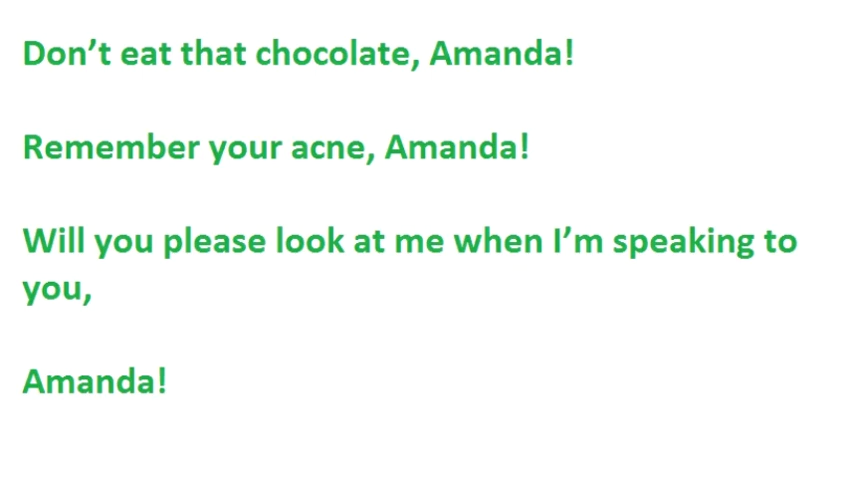 Don’t eat that chocolate, Amanda!
Remember your acne, Amanda!
Will you please look at me when I’m speaking to
you,
Amanda!